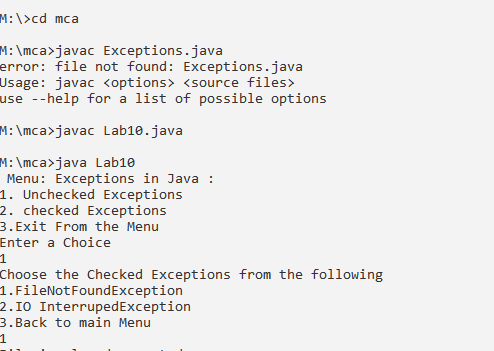 M:\>cd mca
M:\mca>javac Exceptions.java
error: file not found: Exceptions.java
Usage: javac <options> <source files>
use --help for a list of possible options
M:\mca>javac Lab10.java
M:\mca>java Lab10
Menu: Exceptions in Java :
1. Unchecked Exceptions
2. checked Exceptions
3.Exit From the Menu
Enter a Choice
1
Choose the Checked Exceptions from the following
1.FileNotFoundException
2.IO InterrupedException
3.Back to main Menu
1